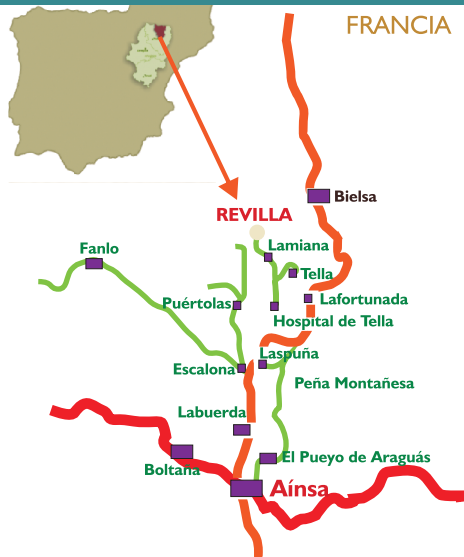 FRANCIA
Bielsa
REVILLA
Lamiana
Fanlo
Tella
Puértolas
Lafortunada
Hospital de Tella
Laspuña
Escalona
Peña Montañesa
Labuerda
El Pueyo de Araguás
Boltaña
Aínsa